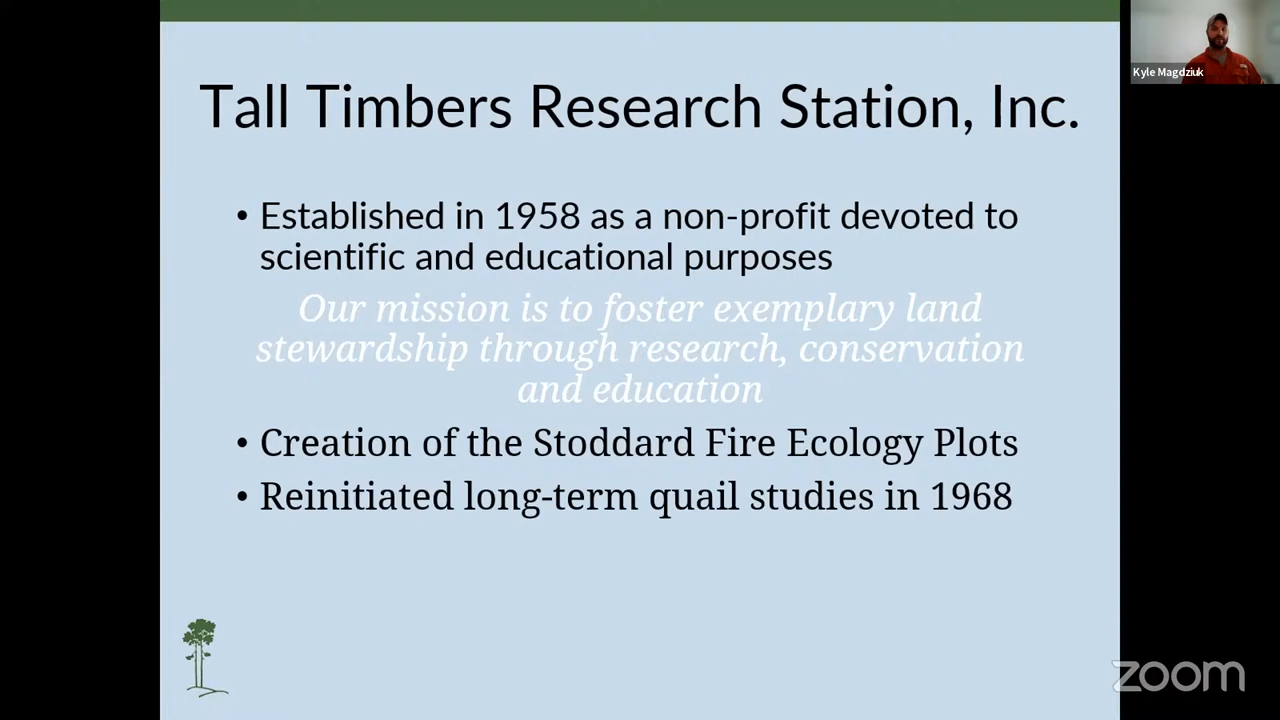 Tall Timbers Research Station, Inc.
• Established in 1958 as a non-profit devoted to
scientific and educational purposes
Our mission is to foster exemplary land
stewardship through research, conservation
and education
• Creation of the Stoddard Fire Ecology Plots
• Reinitiated long-term quail studies in 1968
Kyle Magdziuk
zoom